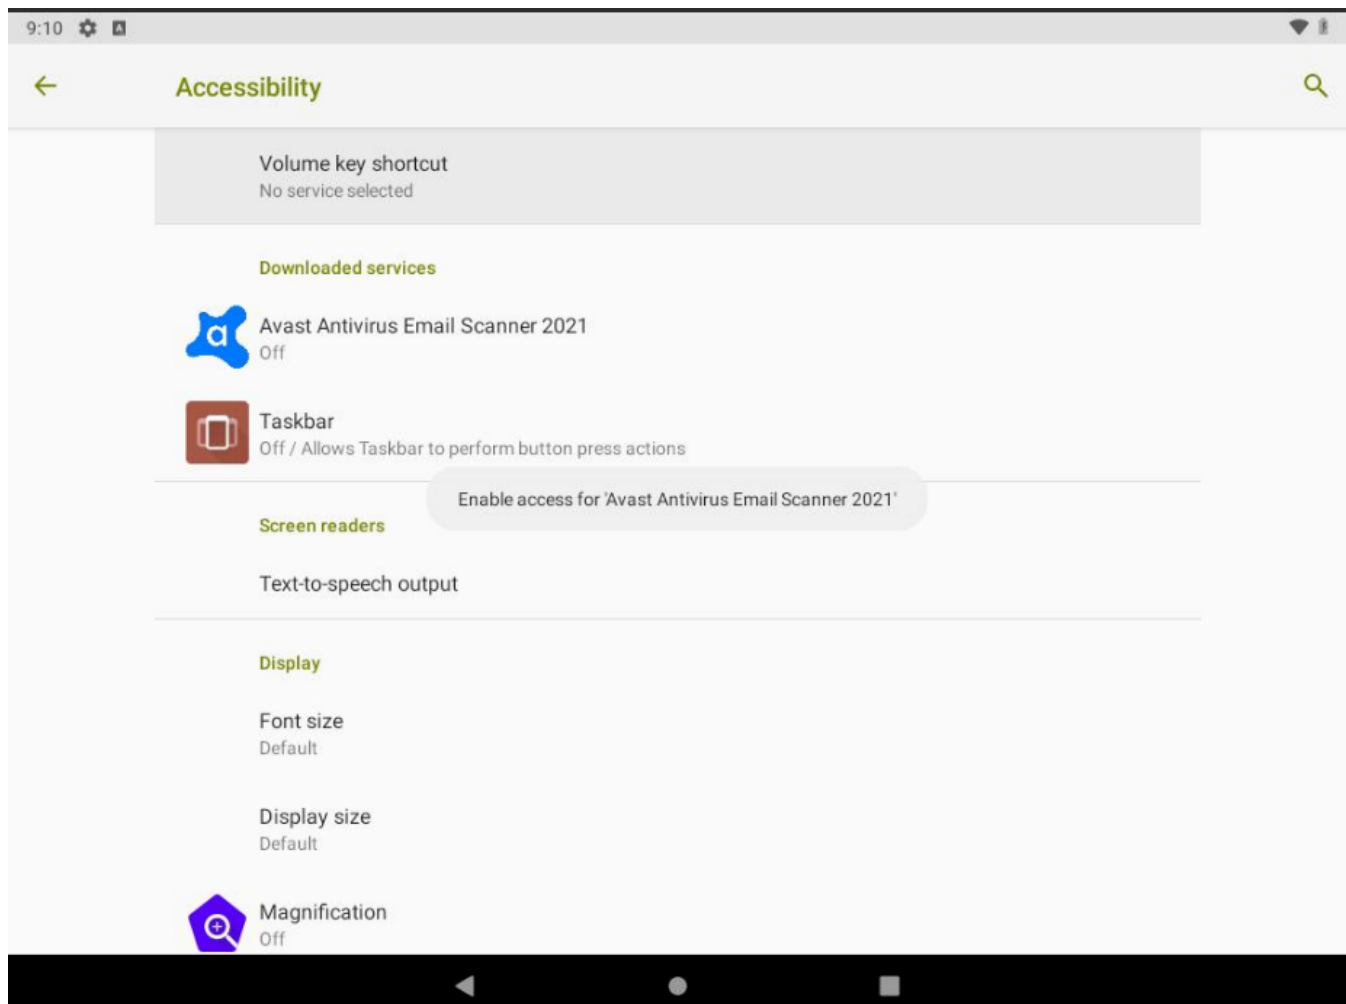 9:10
Accessibility
Volume key shortcut
No service selected
Downloaded services
a
Avast Antivirus Email Scanner 2021
Off
Taskbar
Off / Allows Taskbar to perform button press actions
Enable access for 'Avast Antivirus Email Scanner 2021'
Screen readers
Text-to-speech output
Display
Font size
Default
Display size
Default
Magnification
Off